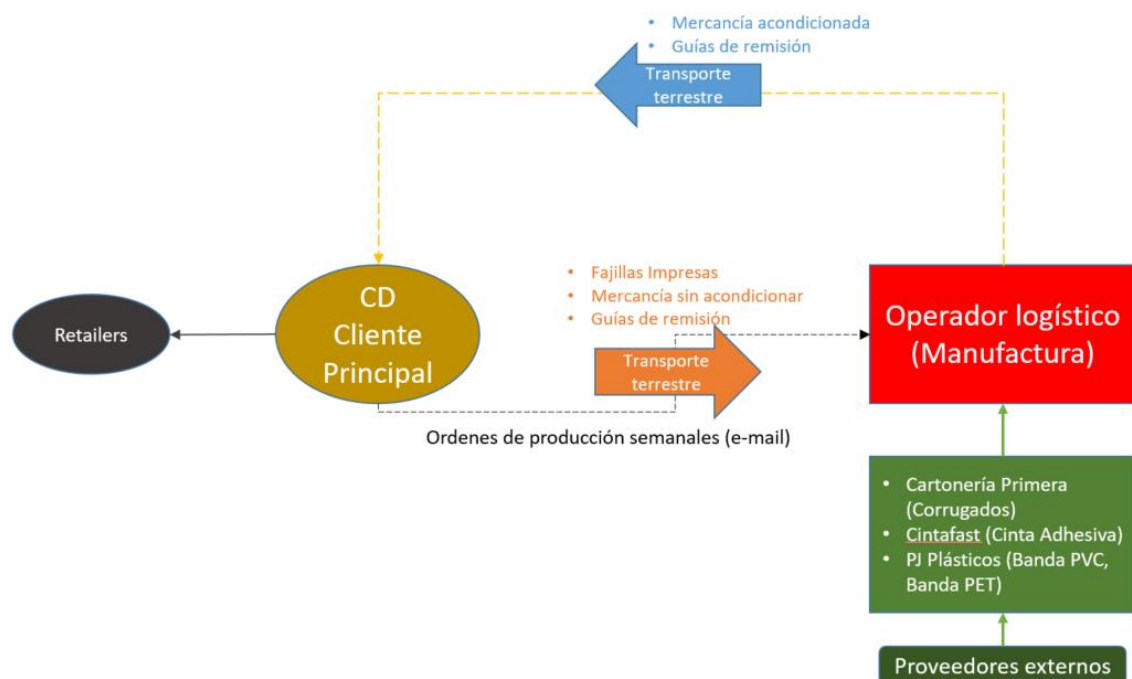 • Mercancía acondicionada
• Guías de remisión
Transporte
terrestre
CD
Cliente
Principal
Retailers
• Fajillas Impresas
• Mercancía sin acondicionar
• Guías de remisión
Transporte
terrestre
Operador logístico
(Manufactura)
Ordenes de producción semanales (e-mail)
• Cartonería Primera
(Corrugados)
• Cintafast (Cinta Adhesiva)
• PJ Plásticos (Banda PVC,
Banda PET)
Proveedores externos